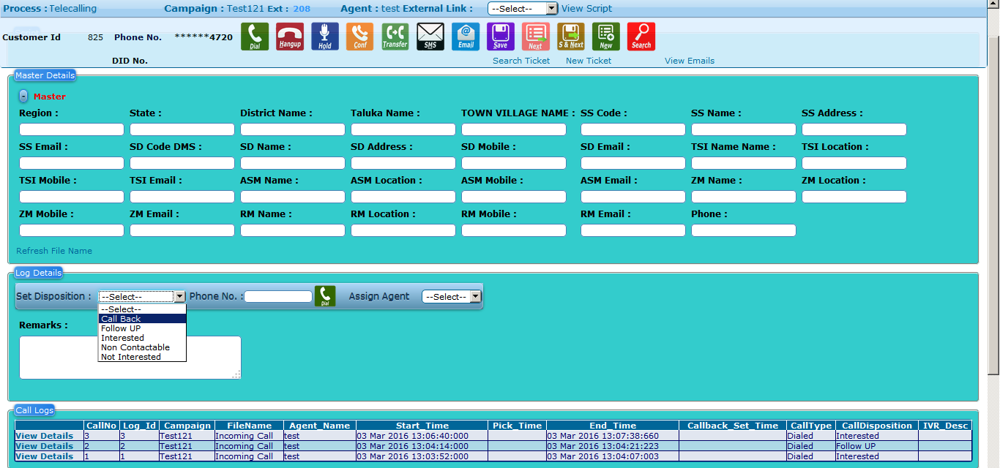 Process : Telecalling Campaign : Test121 Ext : 208 Agent : test External Link : --Select-- View Script
Customer Id 825 Phone No. ******4720 Dial Hangup Hold Conf Transfer SMS Email Save Next S & Next New Search
DID No. Search Ticket New Ticket View Emails
Master Details
- Master
Region : State : District Name : Taluka Name : TOWN VILLAGE NAME : SS Code : SS Name : SS Address :
SS Email : SD Code DMS : SD Name : SD Address : SD Mobile : SD Email : TSI Name Name : TSI Location :
TSI Mobile : TSI Email : ASM Name : ASM Location : ASM Mobile : ASM Email : ZM Name : ZM Location :
ZM Mobile : ZM Email : RM Name : RM Location : RM Mobile : RM Email : Phone :
Refresh File Name
Log Details
Set Disposition : --Select-- Phone No. : Dial Assign Agent --Select--
--Select--
Call Back
Follow UP
Interested
Non Contactable
Not Interested
Remarks :
Call Logs
CallNo Log_Id Campaign FileName Agent_Name Start_Time Pick_Time End_Time Callback_Set_Time CallType CallDisposition IVR_Desc
View Details 3 3 Test121 Incoming Call test 03 Mar 2016 13:06:40:000 03 Mar 2016 13:07:38:660 Dialed Interested
View Details 2 2 Test121 Incoming Call test 03 Mar 2016 13:04:14:000 03 Mar 2016 13:04:21:223 Dialed Follow UP
View Details 1 1 Test121 Incoming Call test 03 Mar 2016 13:03:52:000 03 Mar 2016 13:04:07:003 Dialed Interested